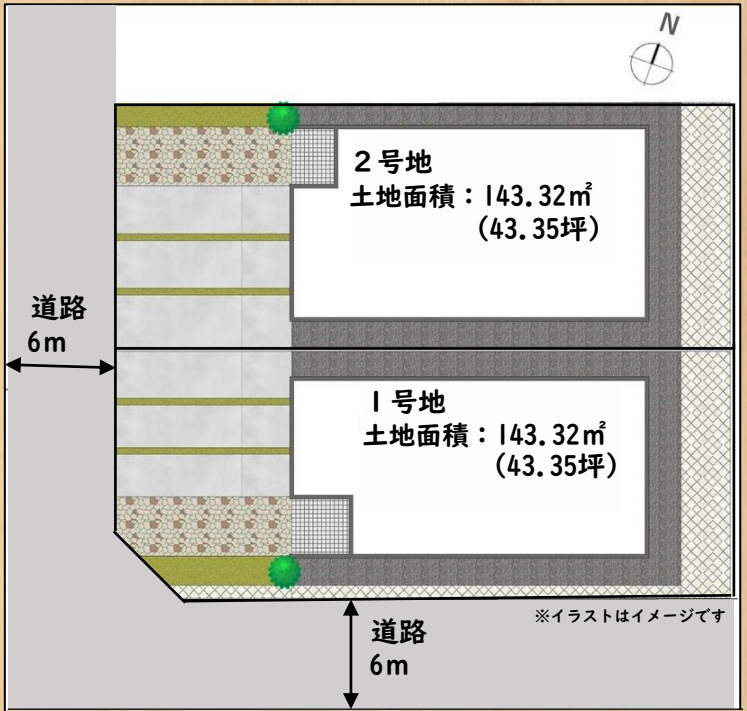 N
2号地
土地面積：143.32㎡
(43.35坪)
道路
6m
1号地
土地面積：143.32㎡
(43.35坪)
※イラストはイメージです
道路
6m